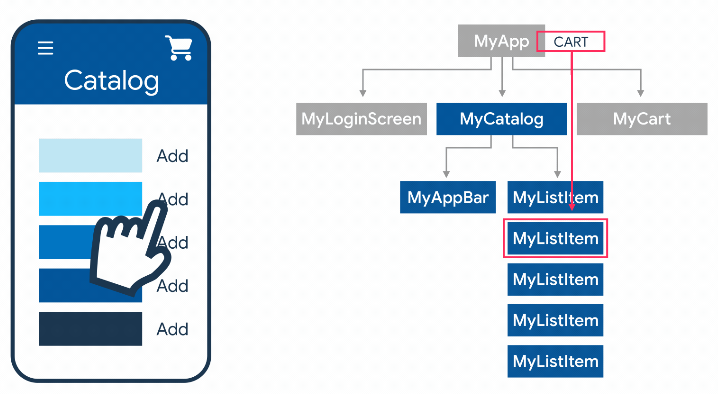 Catalog
Add
Add
Add
Add
Add
MyApp
CART
MyLoginScreen
MyCatalog
MyCart
MyAppBar
MyListItem
MyListItem
MyListItem
MyListItem
MyListItem